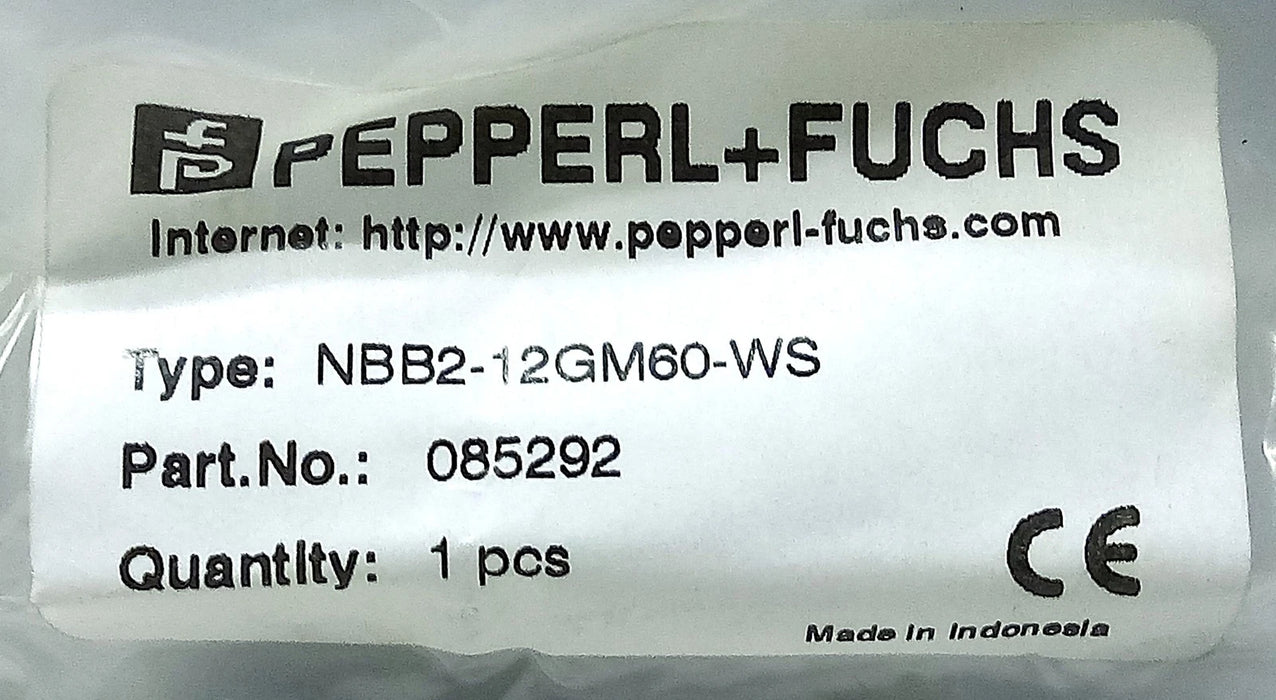 PEPPERL+FUCHS
Internet: http://www.pepperl-fuchs.com
Type: NBB2-12GM60-WS
Part.No.: 085292
Quantity: 1 pcs
CE
Made in Indonesia